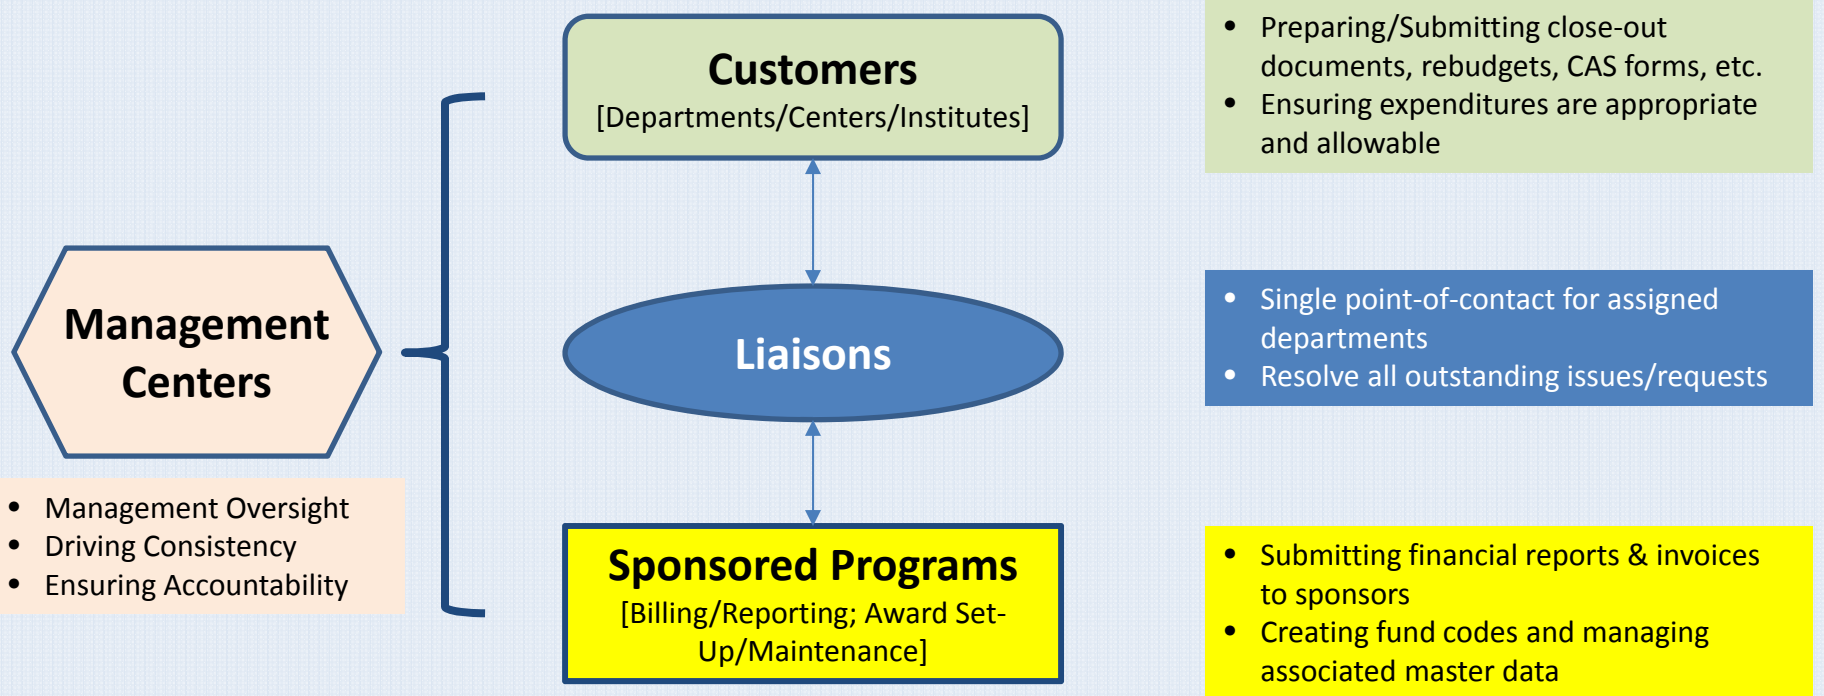 Customers
[Departments/Centers/Institutes]
• Preparing/Submitting close-out
documents, rebudgets, CAS forms, etc.
• Ensuring expenditures are appropriate
and allowable
Management
Centers
• Management Oversight
• Driving Consistency
• Ensuring Accountability
Liaisons
• Single point-of-contact for assigned
departments
• Resolve all outstanding issues/requests
Sponsored Programs
[Billing/Reporting; Award Set-
Up/Maintenance]
• Submitting financial reports & invoices
to sponsors
• Creating fund codes and managing
associated master data